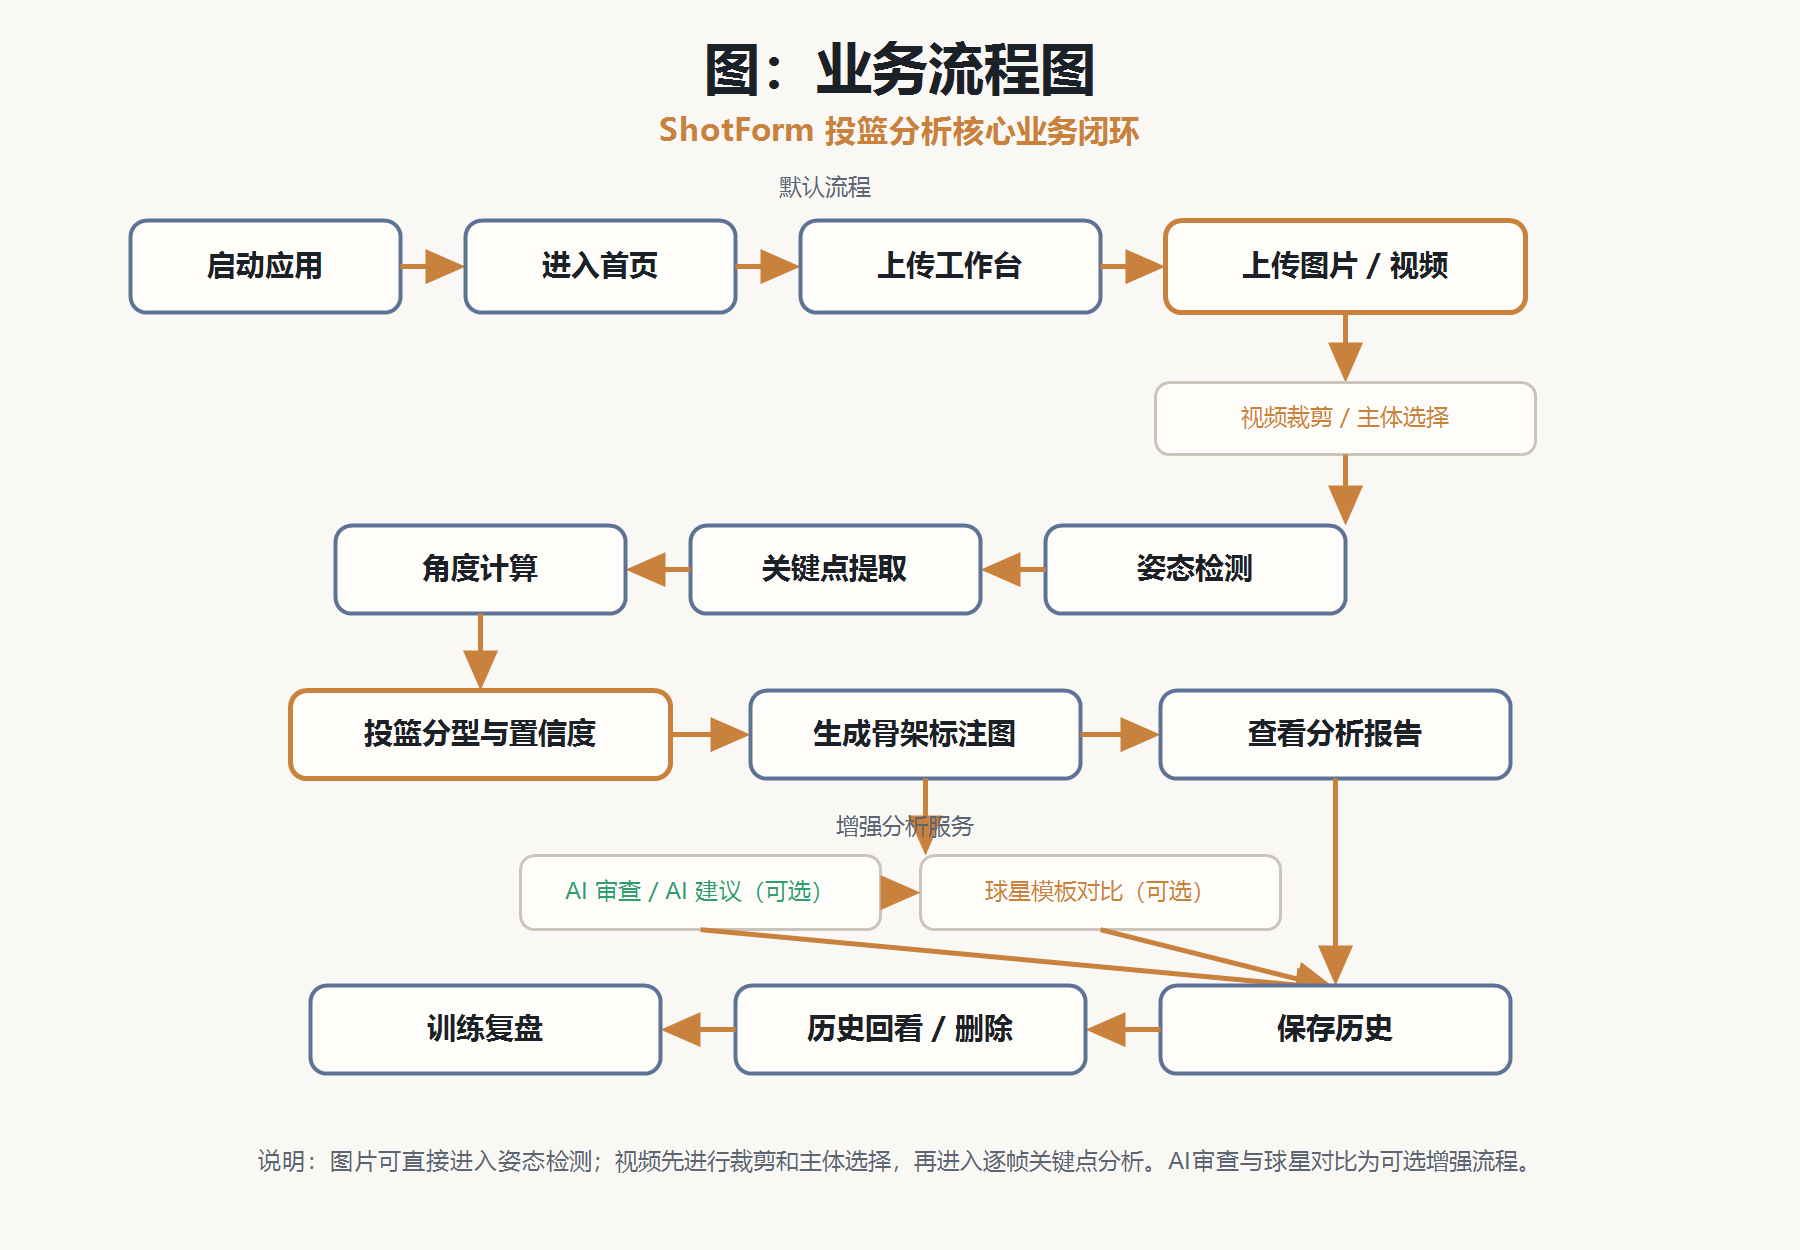 图：业务流程图
ShotForm 投篮分析核心业务闭环
默认流程
启动应用
进入首页
上传工作台
上传图片 / 视频
视频裁剪 / 主体选择
角度计算
关键点提取
姿态检测
投篮分型与置信度
生成骨架标注图
查看分析报告
增强分析服务
AI 审查 / AI 建议（可选）
球星模板对比（可选）
训练复盘
历史回看 / 删除
保存历史
说明：图片可直接进入姿态检测；视频先进行裁剪和主体选择，再进入逐帧关键点分析。AI审查与球星对比为可选增强流程。